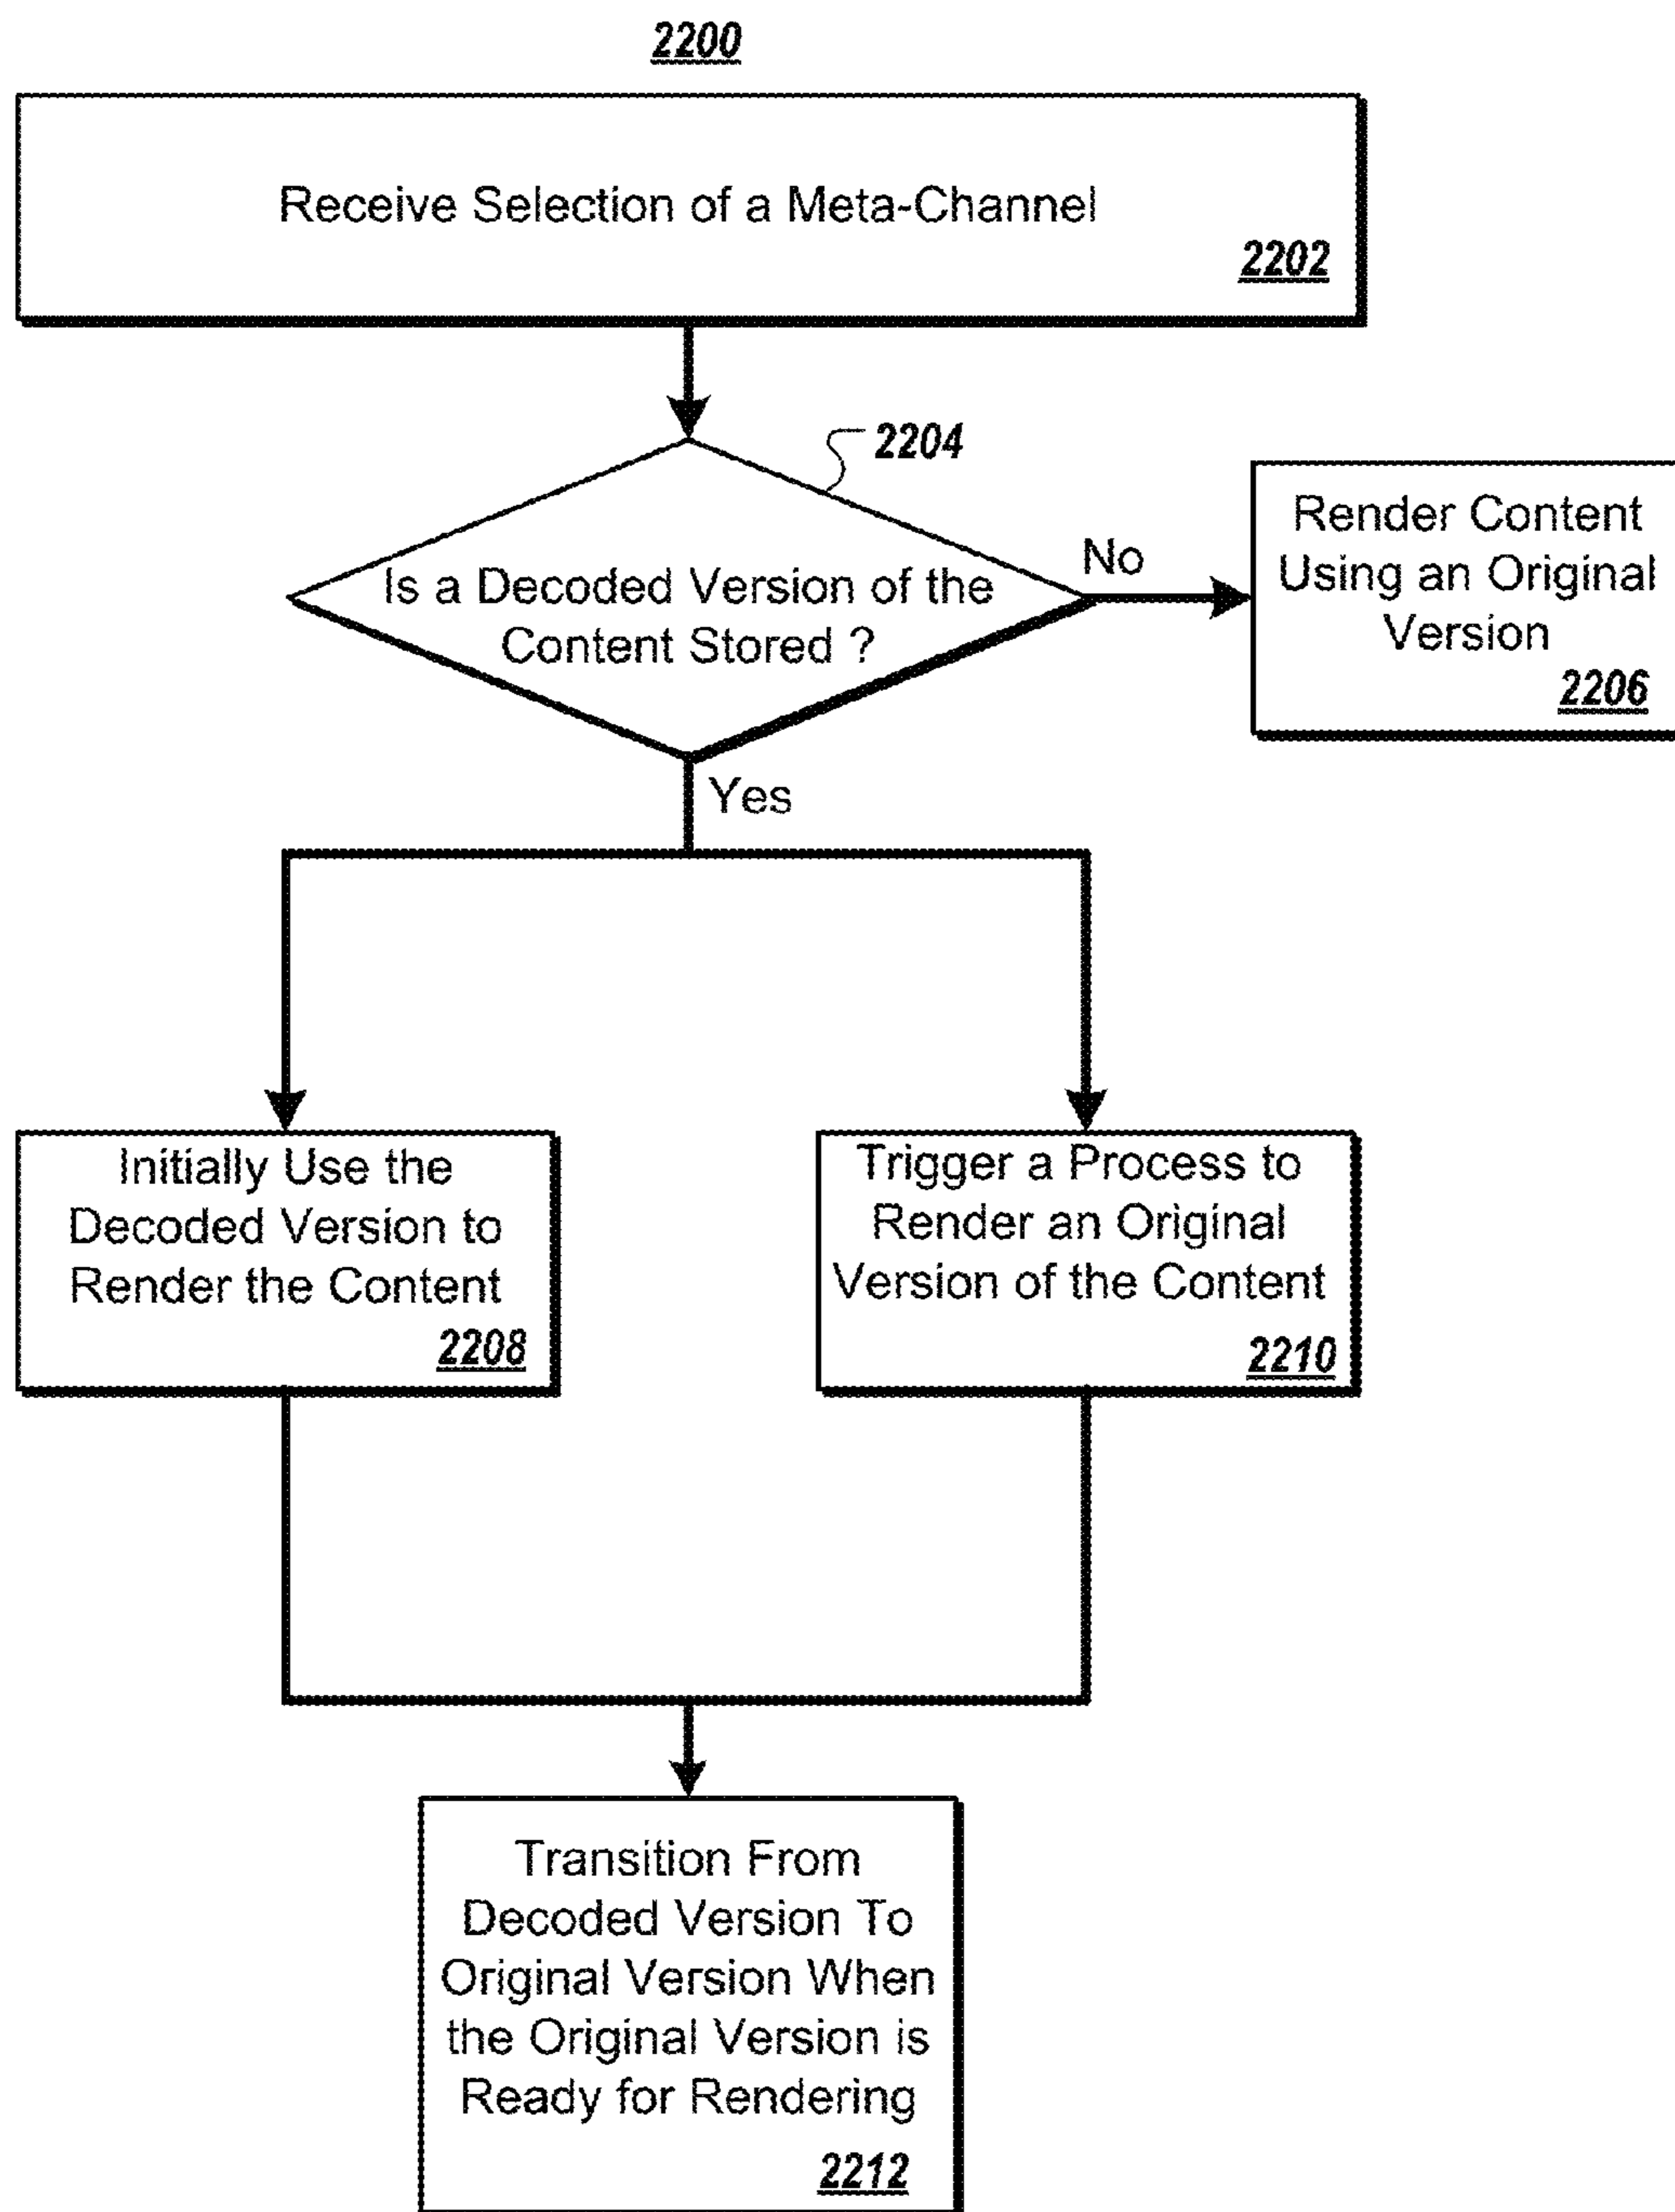 2200
Receive Selection of a Meta-Channel
2202
2204
Is a Decoded Version of the
Content Stored ?
No
Render Content
Using an Original
Version
2206
Yes
Initially Use the
Decoded Version to
Render the Content
2208
Trigger a Process to
Render an Original
Version of the Content
2210
Transition From
Decoded Version To
Original Version When
the Original Version is
Ready for Rendering
2212